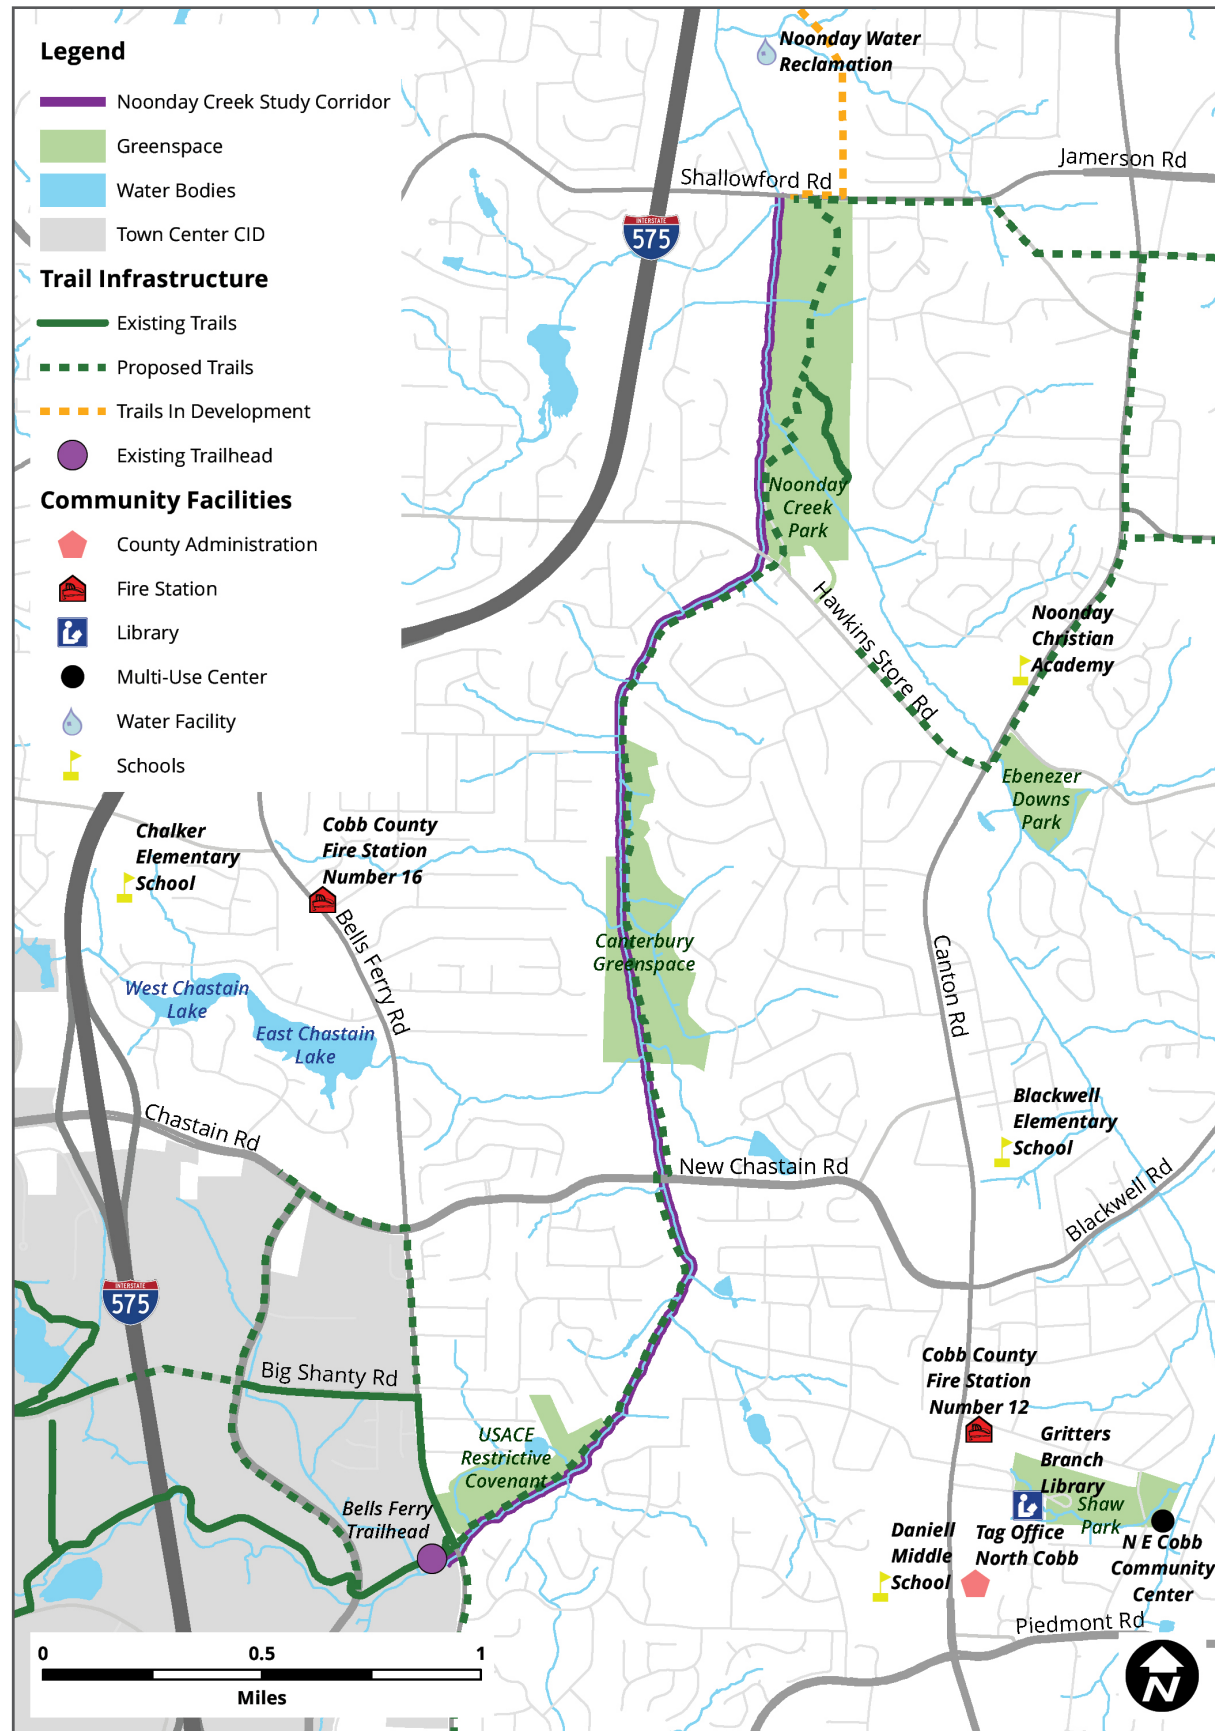 Legend
Noonday Creek Study Corridor
Greenspace
Water Bodies
Town Center CID
Trail Infrastructure
Existing Trails
Proposed Trails
Trails In Development
Existing Trailhead
Community Facilities
County Administration
Fire Station
Library
Multi-Use Center
Water Facility
Schools
Noonday Water
Reclamation
Jamerson Rd
Shallowford Rd
INTERSTATE
575
Noonday
Creek
Park
Hawkins Store Rd
Noonday
Christian
Academy
Ebenezer
Downs
Park
Chalker
Elementary
School
Cobb County
Fire Station
Number 16
Bells Ferry Rd
Canterbury
Greenspace
Canton Rd
West Chastain
Lake
East Chastain
Lake
Chastain Rd
New Chastain Rd
Blackwell
Elementary
School
Blackwell Rd
INTERSTATE
575
Big Shanty Rd
Cobb County
Fire Station
Number 12
USACE
Restrictive
Covenant
Gritters
Branch
Library
Shaw
Park
Bells Ferry
Trailhead
Daniell
Middle
School
Tag Office
North Cobb
N E Cobb
Community
Center
Piedmont Rd
0 0.5 1
Miles
N